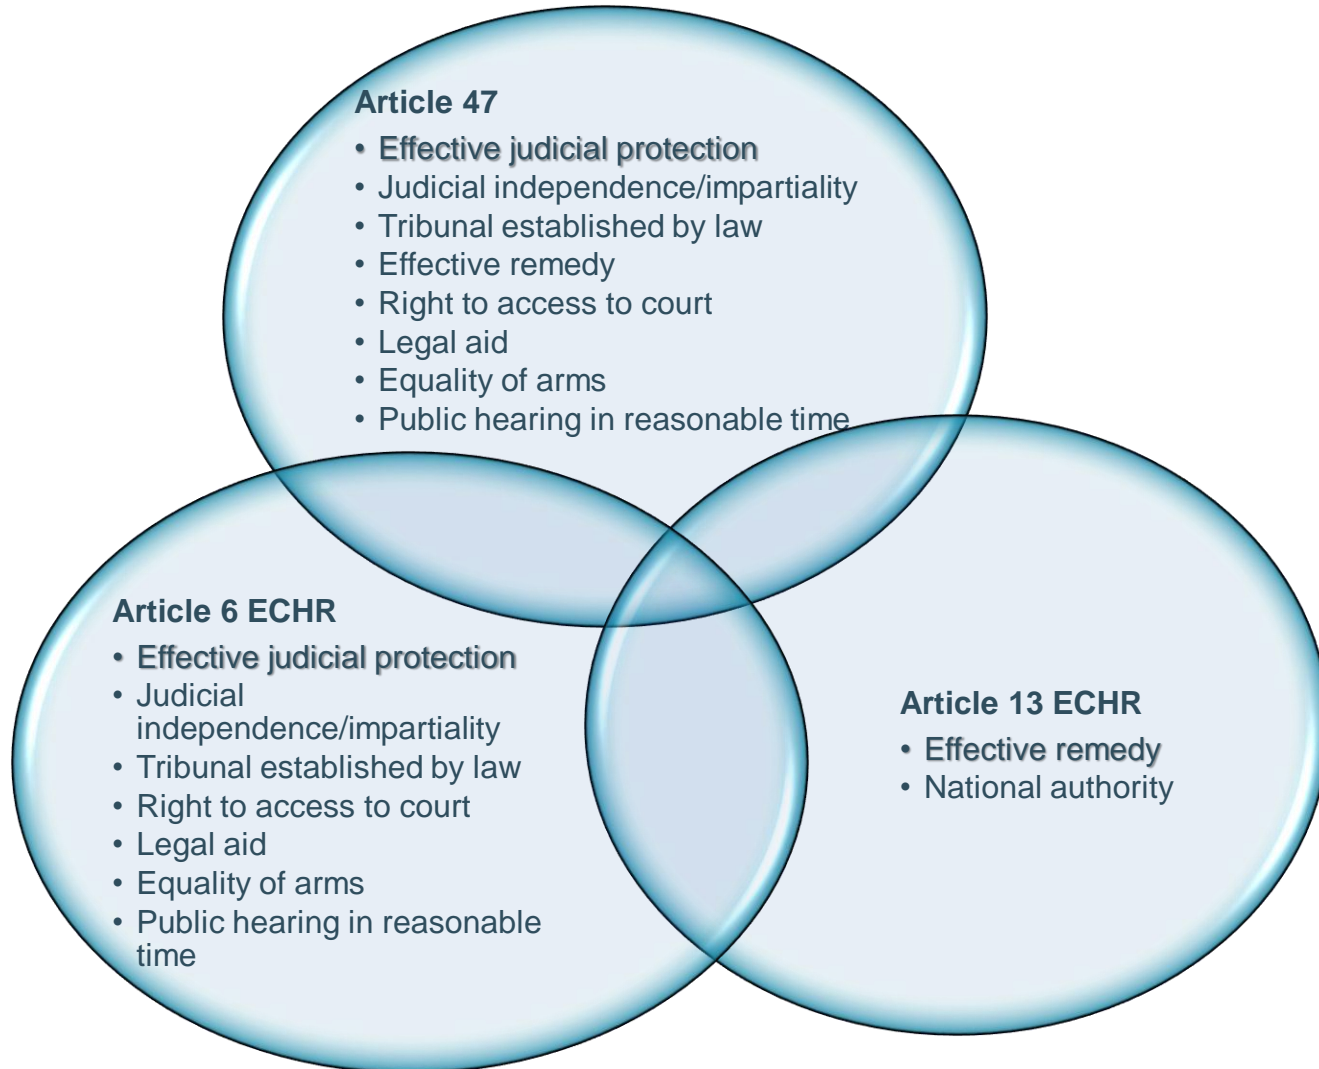 Article 47
• Effective judicial protection
• Judicial independence/impartiality
• Tribunal established by law
• Effective remedy
• Right to access to court
• Legal aid
• Equality of arms
• Public hearing in reasonable time
Article 6 ECHR
• Effective judicial protection
• Judicial
independence/impartiality
• Tribunal established by law
• Right to access to court
• Legal aid
• Equality of arms
• Public hearing in reasonable
time
Article 13 ECHR
• Effective remedy
• National authority